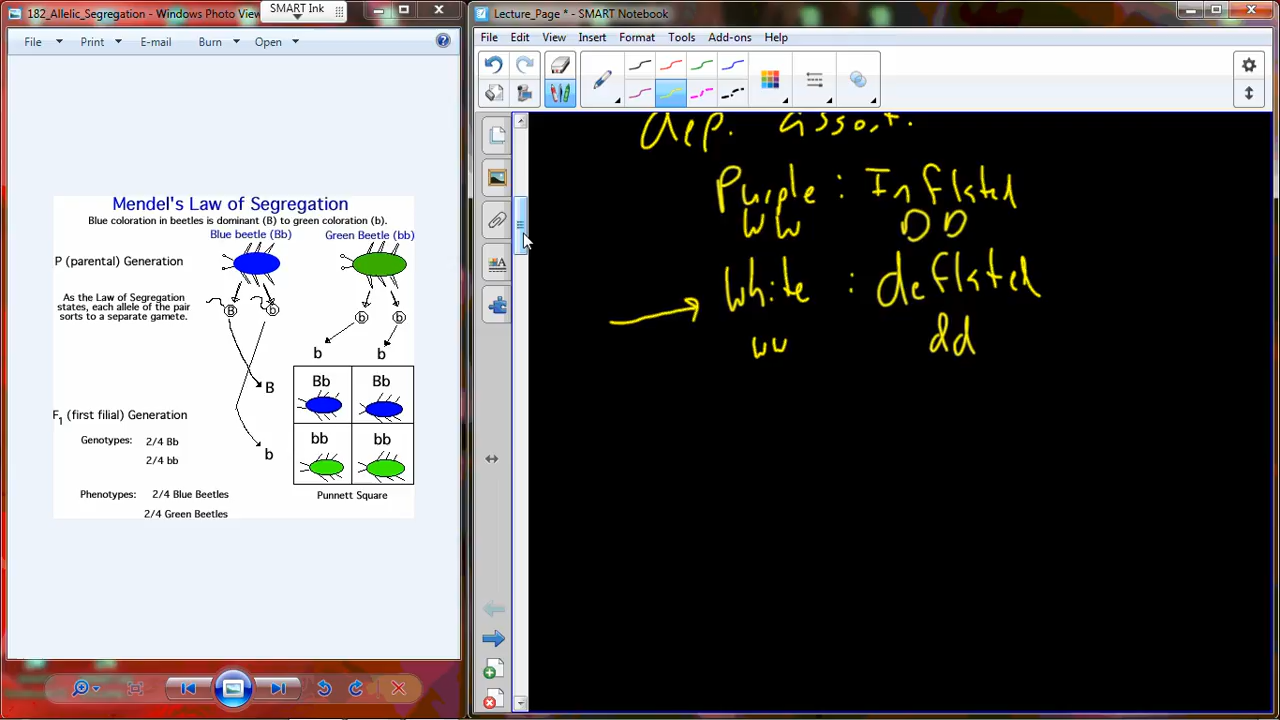 182_Allelic_Segregation - Windows Photo View
SMART Ink
File Print E-mail Burn Open
Mendel's Law of Segregation
Blue coloration in beetles is dominant (B) to green coloration (b).
Blue beetle (Bb) Green Beetle (bb)
P (parental) Generation
As the Law of Segregation
states, each allele of the pair
sorts to a separate gamete.
B b b b
b b
Bb Bb
B
F1 (first filial) Generation
bb bb
Genotypes: 2/4 Bb
b
2/4 bb
Phenotypes: 2/4 Blue Beetles
Punnett Square
2/4 Green Beetles
Lecture_Page * - SMART Notebook
File Edit View Insert Format Tools Add-ons Help
dep. assort.
Purple : Inflated
WW DD
White : deflated
ww dd